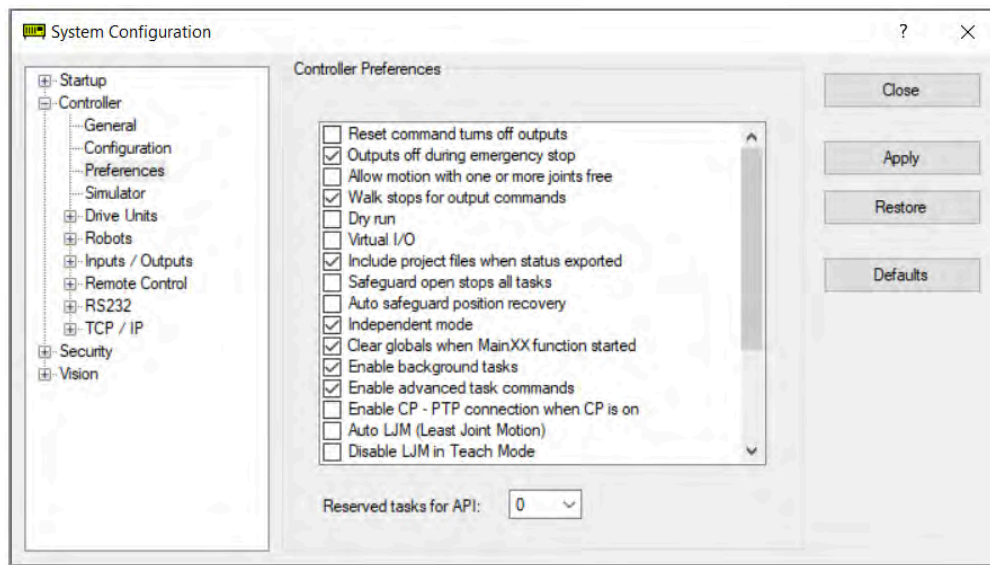 System Configuration
?
Startup
Controller
General
Configuration
Preferences
Simulator
Drive Units
Robots
Inputs / Outputs
Remote Control
RS232
TCP / IP
Security
Vision
Controller Preferences
Reset command turns off outputs
Outputs off during emergency stop
Allow motion with one or more joints free
Walk stops for output commands
Dry run
Virtual I/O
Include project files when status exported
Safeguard open stops all tasks
Auto safeguard position recovery
Independent mode
Clear globals when MainXX function started
Enable background tasks
Enable advanced task commands
Enable CP - PTP connection when CP is on
Auto LJM (Least Joint Motion)
Disable LJM in Teach Mode
Reserved tasks for API: 0
Close
Apply
Restore
Defaults